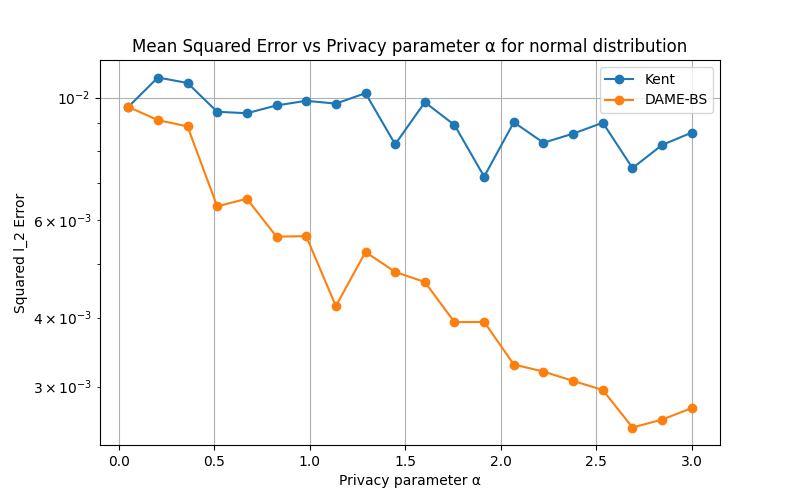 Mean Squared Error vs Privacy parameter α for normal distribution
Kent
DAME-BS
10⁻²
6 × 10⁻³
4 × 10⁻³
3 × 10⁻³
Squared l_2 Error
0.0 0.5 1.0 1.5 2.0 2.5 3.0
Privacy parameter α